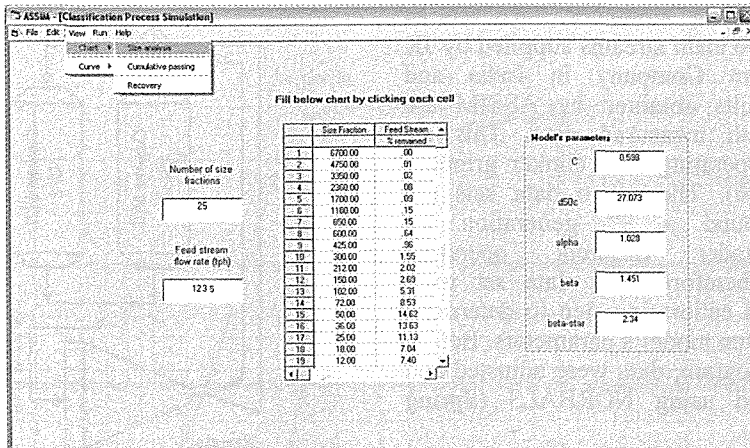 ASSiM - [Classification Process Simulation]
File Edit View Run Help
Chart Size analysis
Curve Cumulative passing
Recovery
Fill below chart by clicking each cell
Number of size fractions
25
Feed stream flow rate (tph)
123.5
Size Fraction Feed Stream
% remained
1 6700.00 .00
2 4750.00 .01
3 3350.00 .02
4 2360.00 .08
5 1700.00 .09
6 1180.00 .15
7 850.00 .15
8 600.00 .64
9 425.00 .96
10 300.00 1.55
11 212.00 2.02
12 150.00 2.69
13 102.00 5.31
14 72.00 8.53
15 50.00 14.62
16 36.00 13.63
17 25.00 11.13
18 18.00 7.04
19 12.00 7.40
Model's parameters
C 0.598
d50c 27.073
alpha 1.029
beta 1.451
beta-star 2.34